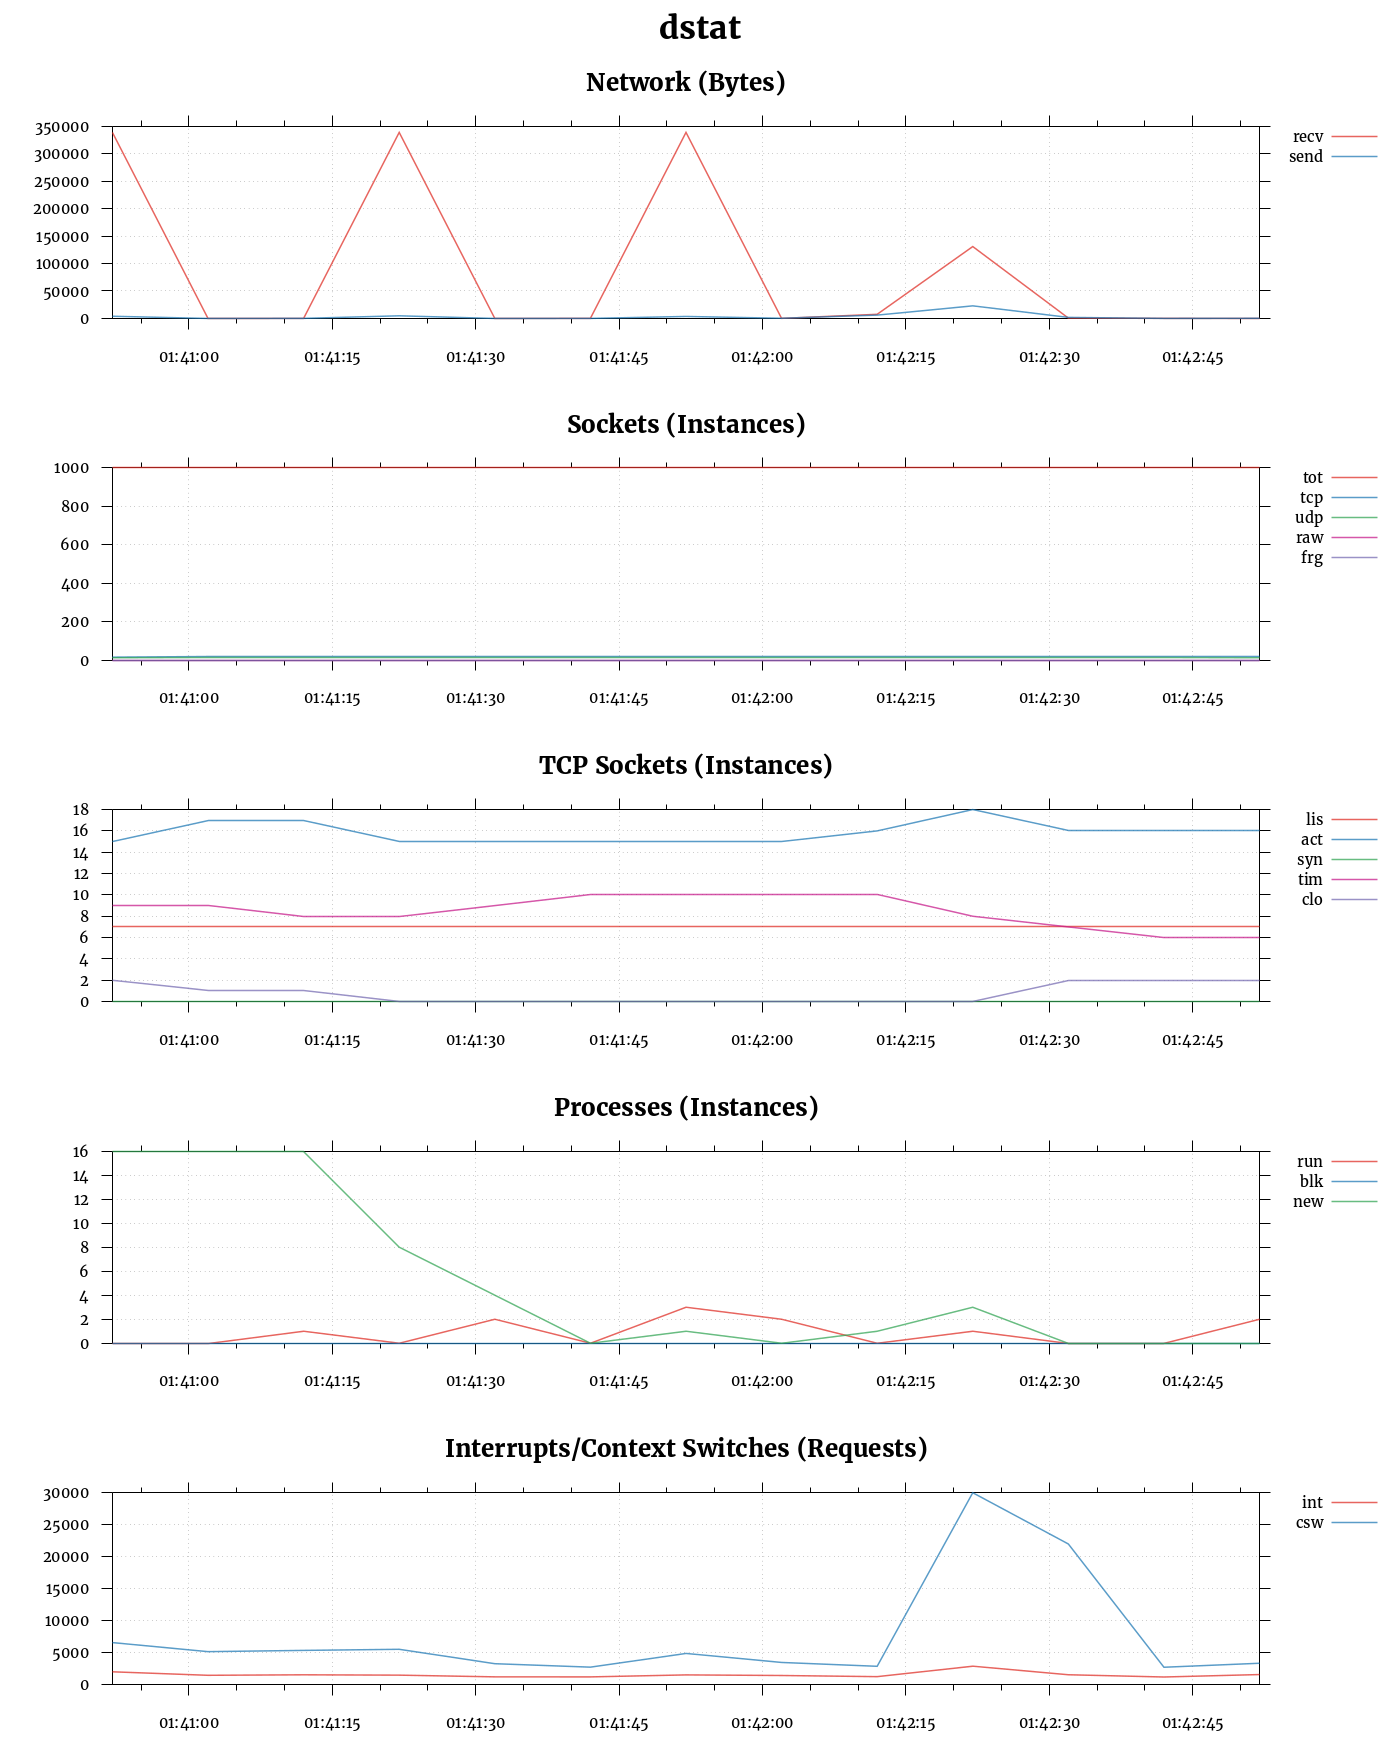 dstat
Network (Bytes)
350000
300000
250000
200000
150000
100000
50000
0
01:41:00 01:41:15 01:41:30 01:41:45 01:42:00 01:42:15 01:42:30 01:42:45
recv
send
Sockets (Instances)
1000
800
600
400
200
0
01:41:00 01:41:15 01:41:30 01:41:45 01:42:00 01:42:15 01:42:30 01:42:45
tot
tcp
udp
raw
frg
TCP Sockets (Instances)
18
16
14
12
10
8
6
4
2
0
01:41:00 01:41:15 01:41:30 01:41:45 01:42:00 01:42:15 01:42:30 01:42:45
lis
act
syn
tim
clo
Processes (Instances)
16
14
12
10
8
6
4
2
0
01:41:00 01:41:15 01:41:30 01:41:45 01:42:00 01:42:15 01:42:30 01:42:45
run
blk
new
Interrupts/Context Switches (Requests)
30000
25000
20000
15000
10000
5000
0
01:41:00 01:41:15 01:41:30 01:41:45 01:42:00 01:42:15 01:42:30 01:42:45
int
csw